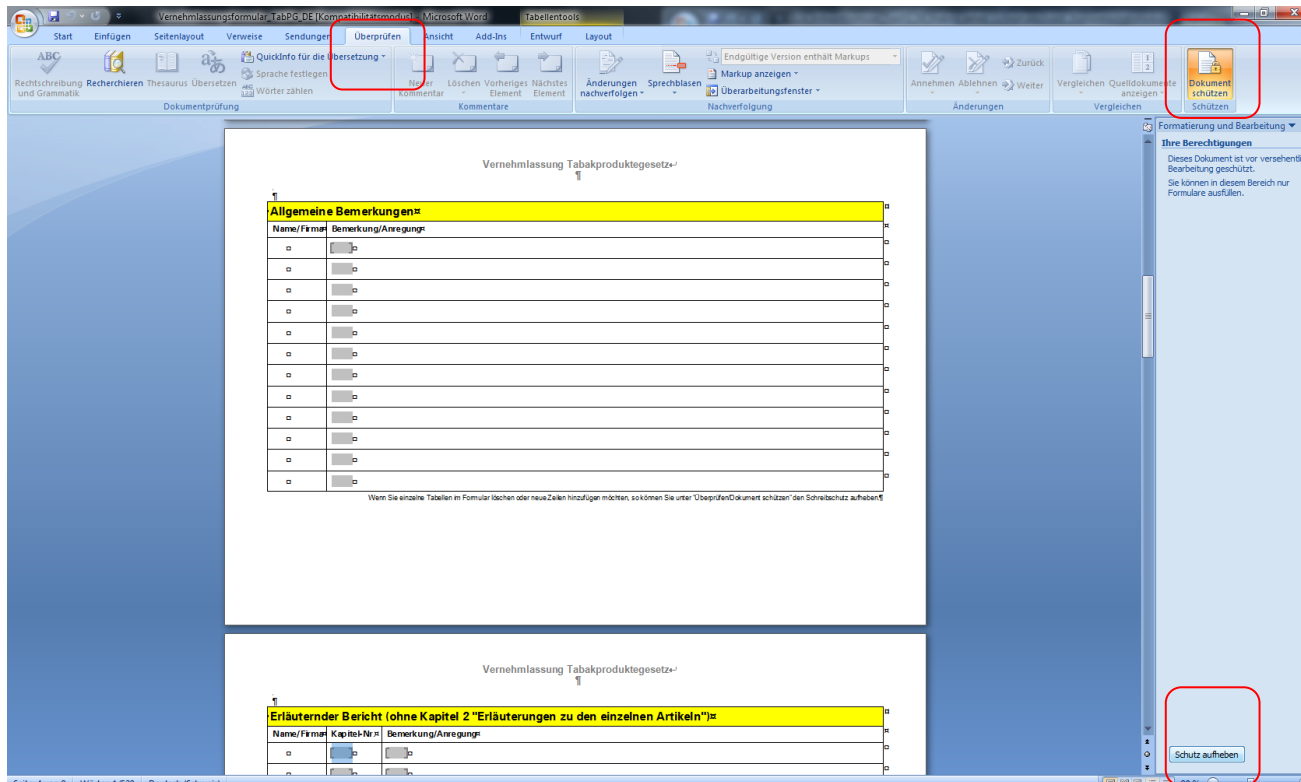 Vernehmlassungsformular_TabPG_DE [Kompatibilitätsmodus] - Microsoft Word
Tabellentools
Start Einfügen Seitenlayout Verweise Sendungen Überprüfen Ansicht Add-Ins Entwurf Layout
Rechtschreibung und Grammatik
Recherchieren
Thesaurus
Übersetzen
QuickInfo für die Übersetzung
Sprache festlegen
Wörter zählen
Dokumentprüfung
Neuer Kommentar
Löschen
Vorheriges Element
Nächstes Element
Kommentare
Änderungen nachverfolgen
Sprechblasen
Endgültige Version enthält Markups
Markup anzeigen
Überarbeitungsfenster
Nachverfolgung
Annehmen
Ablehnen
Zurück
Weiter
Änderungen
Vergleichen
Quelldokumente anzeigen
Vergleichen
Dokument schützen
Schützen
Formatierung und Bearbeitung
Ihre Berechtigungen
Dieses Dokument ist vor versehentli
Bearbeitung geschützt.
Sie können in diesem Bereich nur
Formulare ausfüllen.
Vernehmlassung Tabakproduktegesetz↵
¶
¶
Allgemeine Bemerkungen¤
Name/Firma¤ Bemerkung/Anregung¤
Wenn Sie einzelne Tabellen im Formular löschen oder neue Zeilen hinzufügen möchten, so können Sie unter "Überprüfen/Dokument schützen" den Schreibschutz aufheben¶
Vernehmlassung Tabakproduktegesetz↵
¶
¶
Erläuternder Bericht (ohne Kapitel 2 "Erläuterungen zu den einzelnen Artikeln")¤
Name/Firma¤ Kapitel-Nr.¤ Bemerkung/Anregung¤
Schutz aufheben